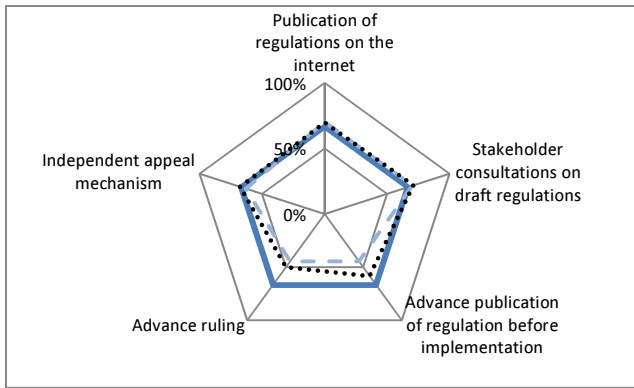 Publication of
regulations on the
internet
100%
50%
0%
Stakeholder
consultations on
draft regulations
Advance publication
of regulation before
implementation
Advance ruling
Independent appeal
mechanism